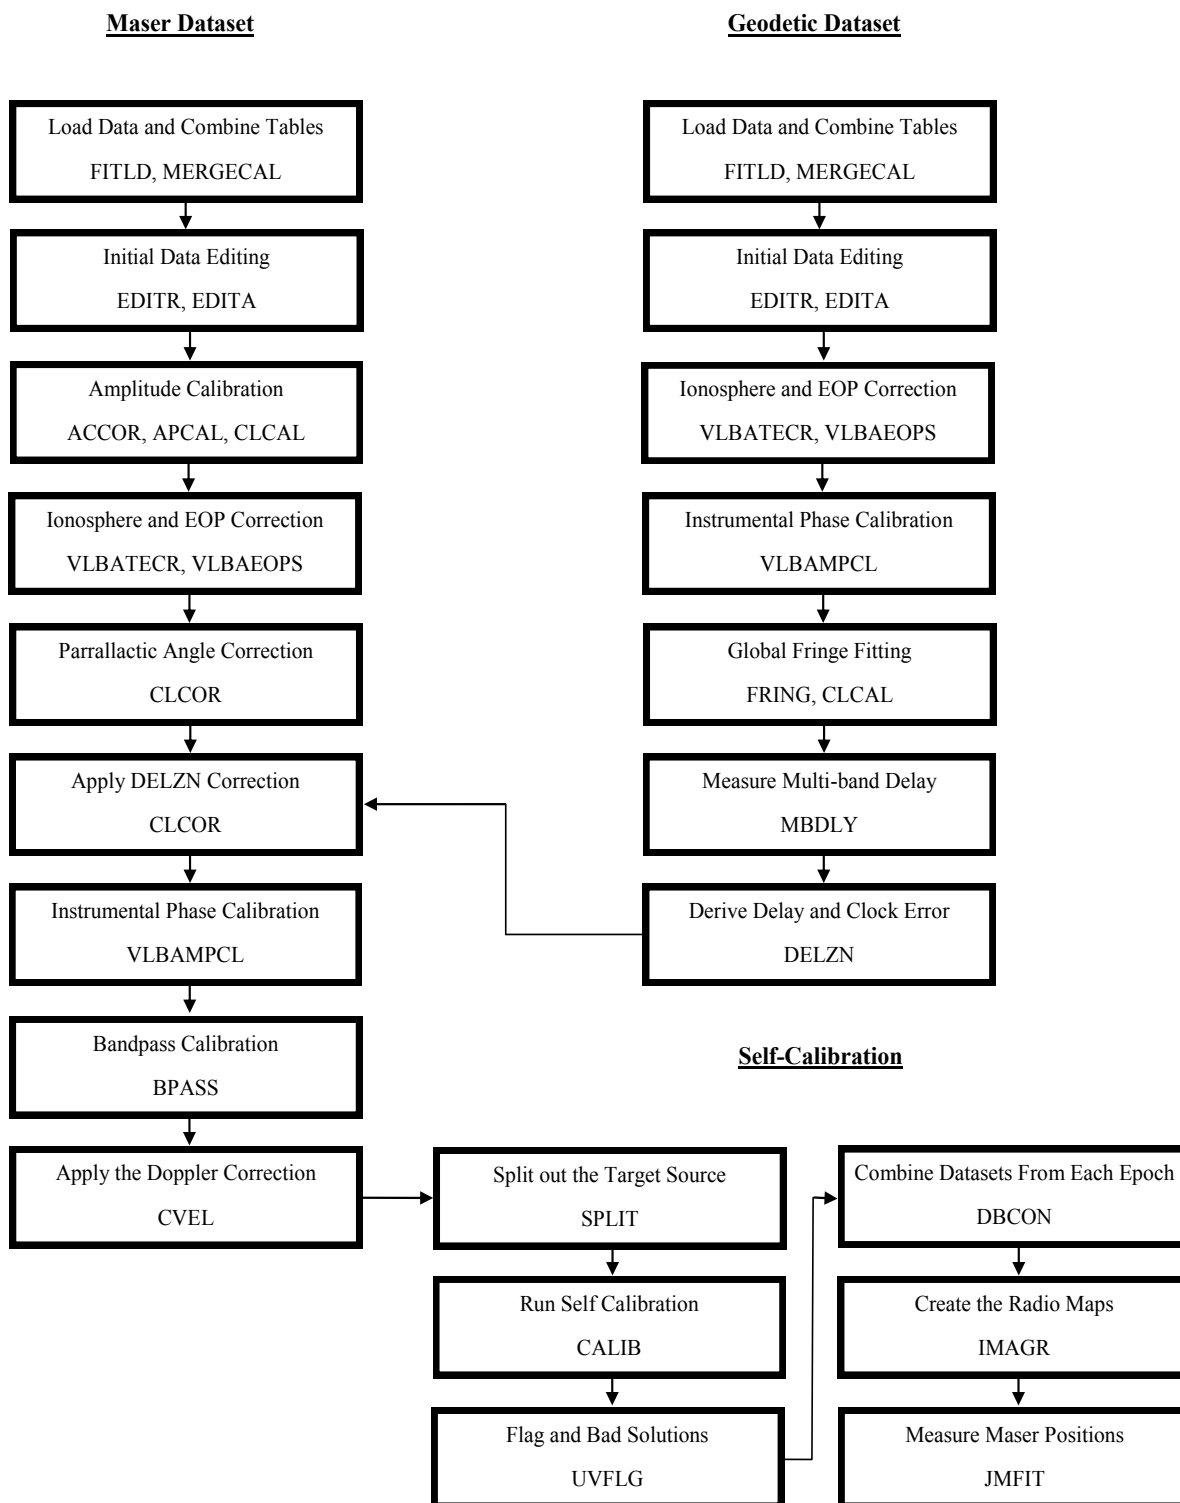 Maser Dataset
Load Data and Combine Tables
FITLD, MERGECAL
Initial Data Editing
EDITR, EDITA
Amplitude Calibration
ACCOR, APCAL, CLCAL
Ionosphere and EOP Correction
VLBATECR, VLBAEOPS
Parrallactic Angle Correction
CLCOR
Apply DELZN Correction
CLCOR
Instrumental Phase Calibration
VLBAMPCL
Bandpass Calibration
BPASS
Apply the Doppler Correction
CVEL
Geodetic Dataset
Load Data and Combine Tables
FITLD, MERGECAL
Initial Data Editing
EDITR, EDITA
Ionosphere and EOP Correction
VLBATECR, VLBAEOPS
Instrumental Phase Calibration
VLBAMPCL
Global Fringe Fitting
FRING, CLCAL
Measure Multi-band Delay
MBDLY
Derive Delay and Clock Error
DELZN
Self-Calibration
Split out the Target Source
SPLIT
Run Self Calibration
CALIB
Flag and Bad Solutions
UVFLG
Combine Datasets From Each Epoch
DBCON
Create the Radio Maps
IMAGR
Measure Maser Positions
JMFIT